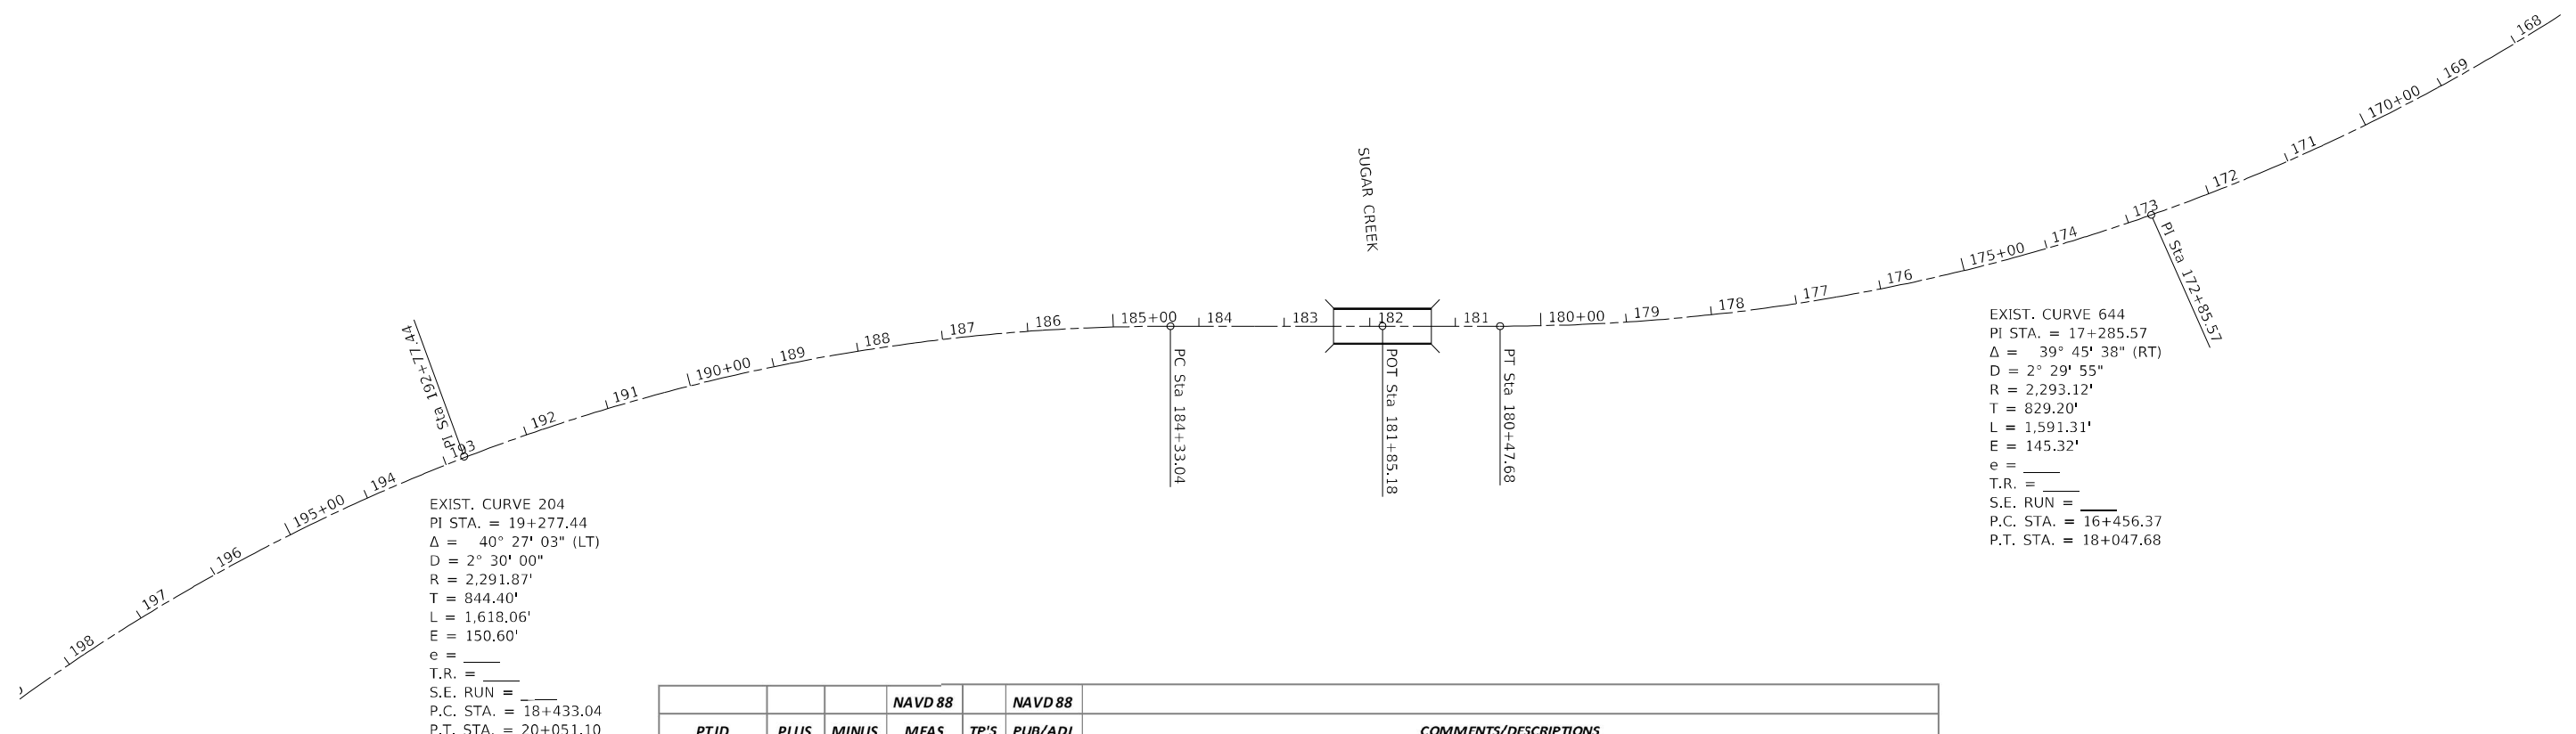 168
169
170+00
171
172
173
174
175+00
176
177
178
179
180+00
181
182
183
184
185+00
186
187
188
189
190+00
191
192
193
194
195+00
196
197
198
SUGAR CREEK
PI Sta 192+77.44
PC Sta 184+33.04
POT Sta 181+85.18
PT Sta 180+47.68
PI Sta 172+85.57
EXIST. CURVE 644
PI STA. = 17+285.57
Δ = 39° 45' 38" (RT)
D = 2° 29' 55"
R = 2,293.12'
T = 829.20'
L = 1,591.31'
E = 145.32'
e = ____
T.R. = ____
S.E. RUN = ____
P.C. STA. = 16+456.37
P.T. STA. = 18+047.68
EXIST. CURVE 204
PI STA. = 19+277.44
Δ = 40° 27' 03" (LT)
D = 2° 30' 00"
R = 2,291.87'
T = 844.40'
L = 1,618.06'
E = 150.60'
e = ____
T.R. = ____
S.E. RUN = ____
P.C. STA. = 18+433.04
P.T. STA. = 20+051.10
NAVD 88 NAVD 88
PT ID PLUS MINUS MEAS TP'S PUB/ADJ COMMENTS/DESCRIPTIONS